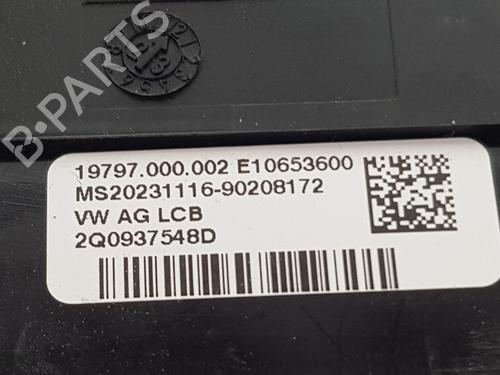 B-PARTS
19797.000.002 E10653600
MS20231116-90208172
VW AG LCB
2Q0937548D